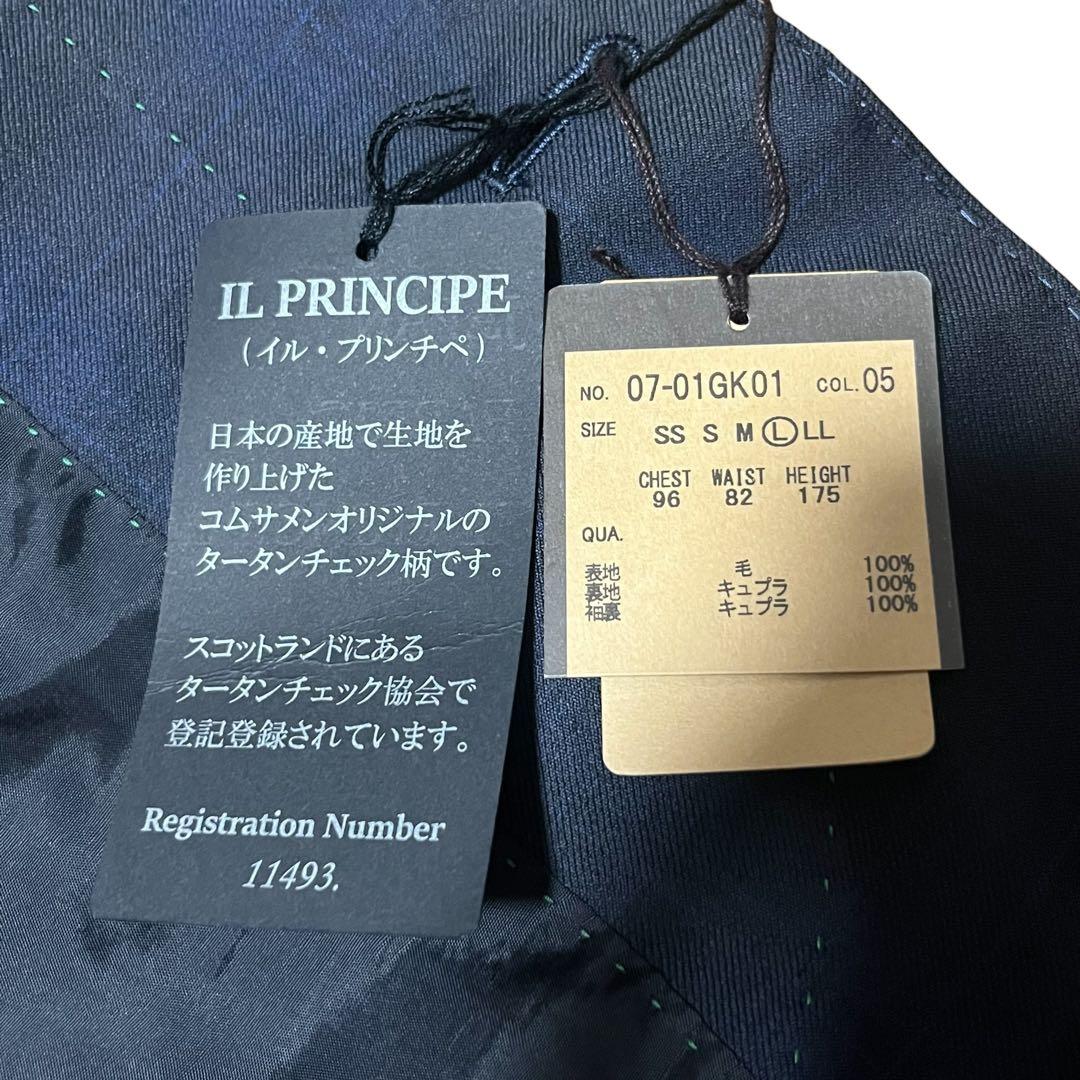 IL PRINCIPE
(イル・プリンチペ)
日本の産地で生地を
作り上げた
コムサメンオリジナルの
タータンチェック柄です。
スコットランドにある
タータンチェック協会で
登記登録されています。
Registration Number
11493.
NO. 07-01GK01 COL. 05
SIZE SS S M L LL
CHEST WAIST HEIGHT
96 82 175
QUA.
表地 毛 100%
裏地 キュプラ 100%
袖裏 キュプラ 100%